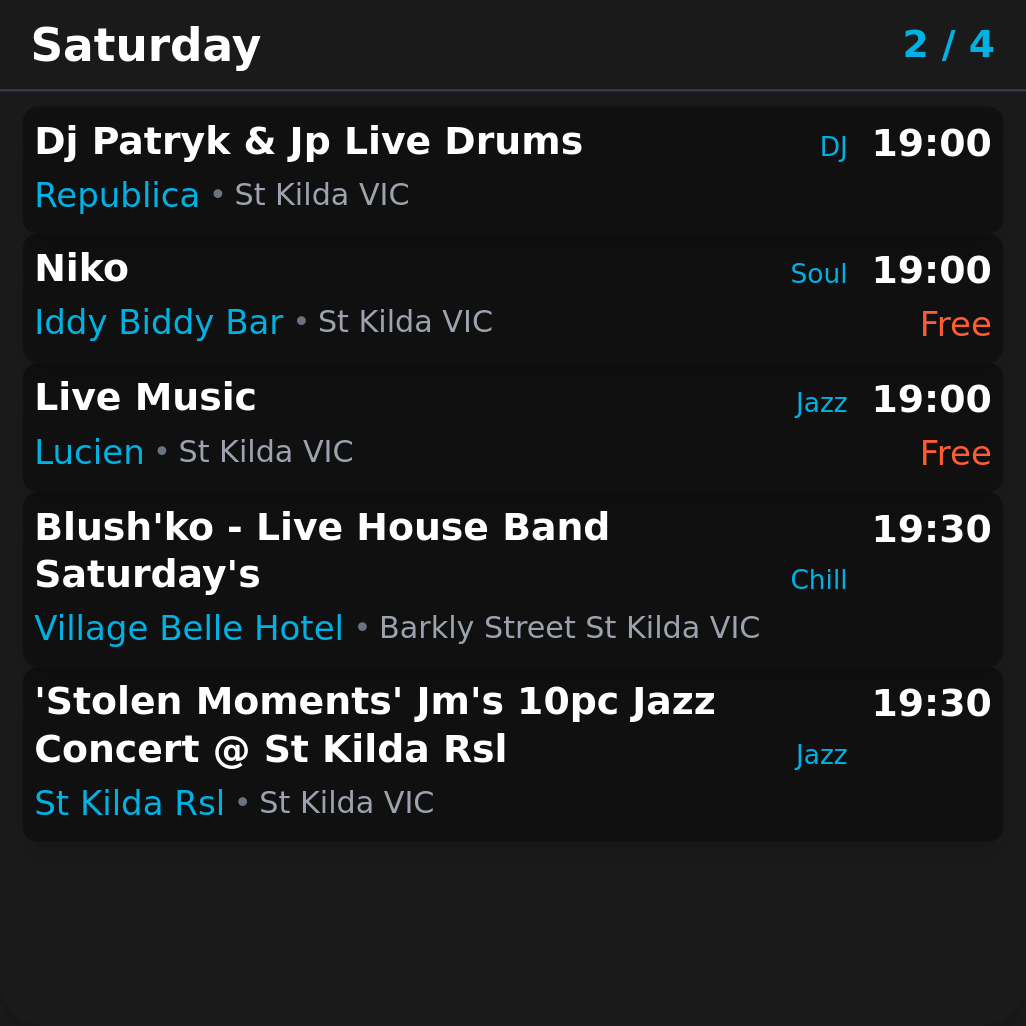 Saturday 2 / 4
Dj Patryk & Jp Live Drums DJ 19:00
Republica • St Kilda VIC
Niko Soul 19:00
Iddy Biddy Bar • St Kilda VIC Free
Live Music Jazz 19:00
Lucien • St Kilda VIC Free
Blush'ko - Live House Band 19:30
Saturday's Chill
Village Belle Hotel • Barkly Street St Kilda VIC
'Stolen Moments' Jm's 10pc Jazz 19:30
Concert @ St Kilda Rsl Jazz
St Kilda Rsl • St Kilda VIC